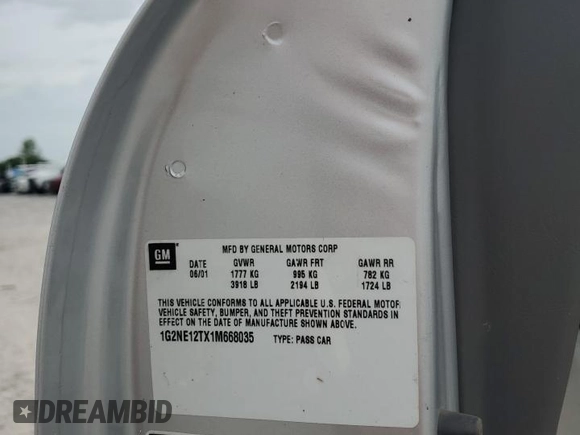 GM
MFD BY GENERAL MOTORS CORP
DATE GVWR GAWR FRT GAWR RR
06/01 1777 KG 995 KG 782 KG
3918 LB 2194 LB 1724 LB
THIS VEHICLE CONFORMS TO ALL APPLICABLE U.S. FEDERAL MOTOR
VEHICLE SAFETY, BUMPER, AND THEFT PREVENTION STANDARDS IN
EFFECT ON THE DATE OF MANUFACTURE SHOWN ABOVE.
1G2NE12TX1M668035 TYPE: PASS CAR
DREAMBID